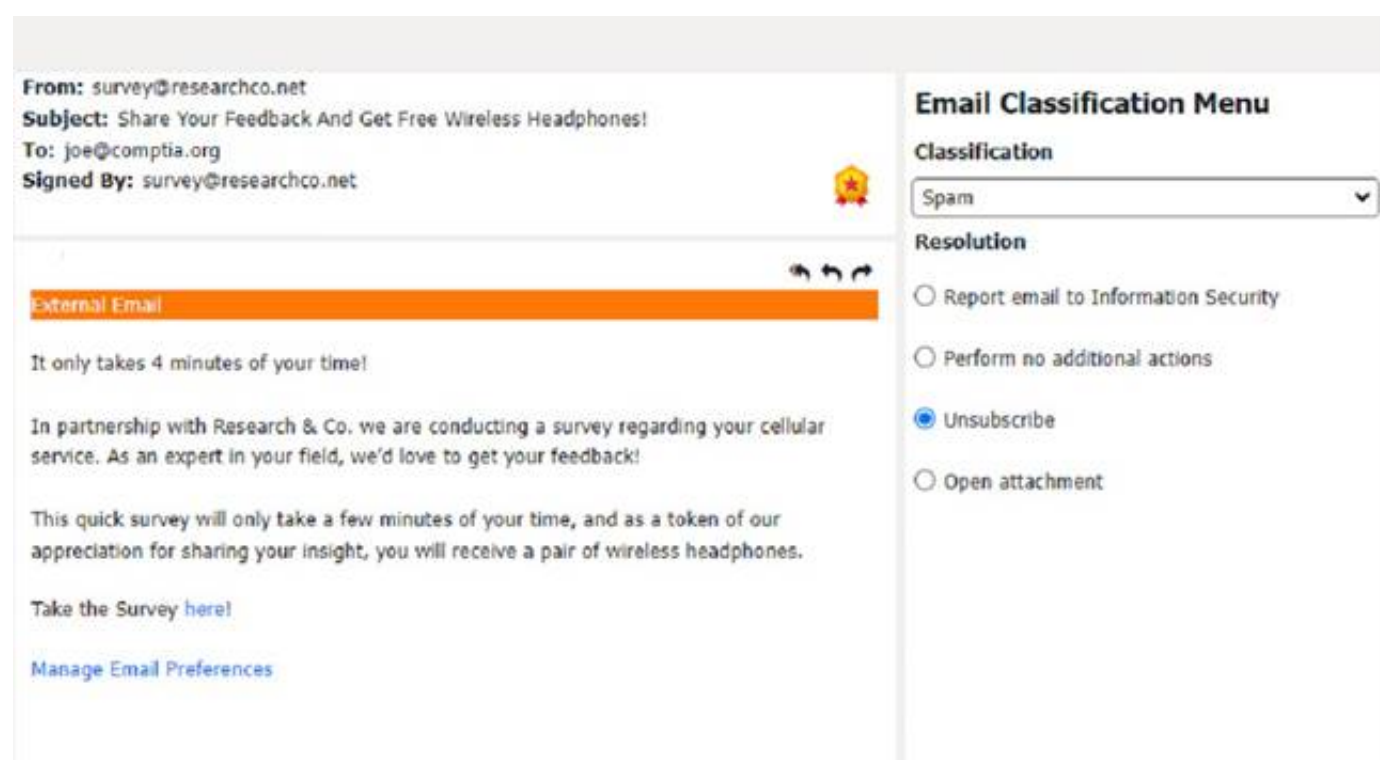 From: survey@researchco.net
Subject: Share Your Feedback And Get Free Wireless Headphones!
To: joe@comptia.org
Signed By: survey@researchco.net
External Email
It only takes 4 minutes of your time!
In partnership with Research & Co. we are conducting a survey regarding your cellular
service. As an expert in your field, we'd love to get your feedback!
This quick survey will only take a few minutes of your time, and as a token of our
appreciation for sharing your insight, you will receive a pair of wireless headphones.
Take the Survey here!
Manage Email Preferences
Email Classification Menu
Classification
Spam
Resolution
Report email to Information Security
Perform no additional actions
Unsubscribe
Open attachment